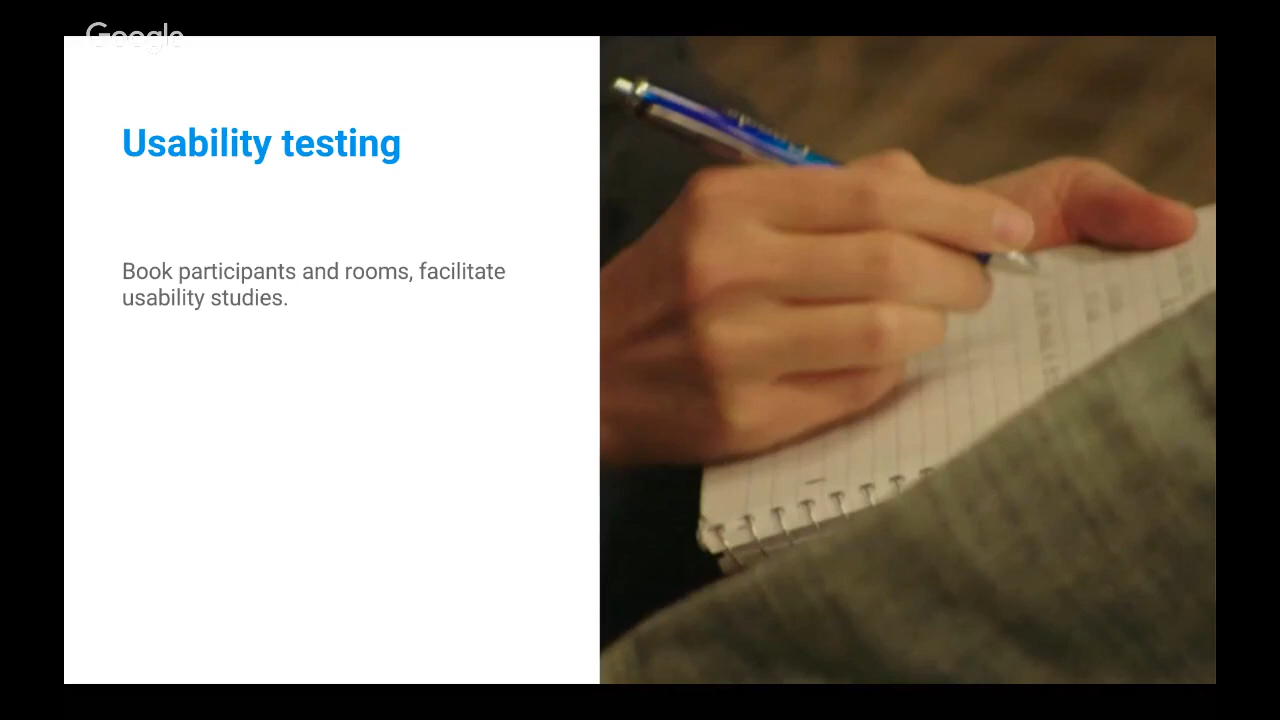 Google
Usability testing
Book participants and rooms, facilitate
usability studies.